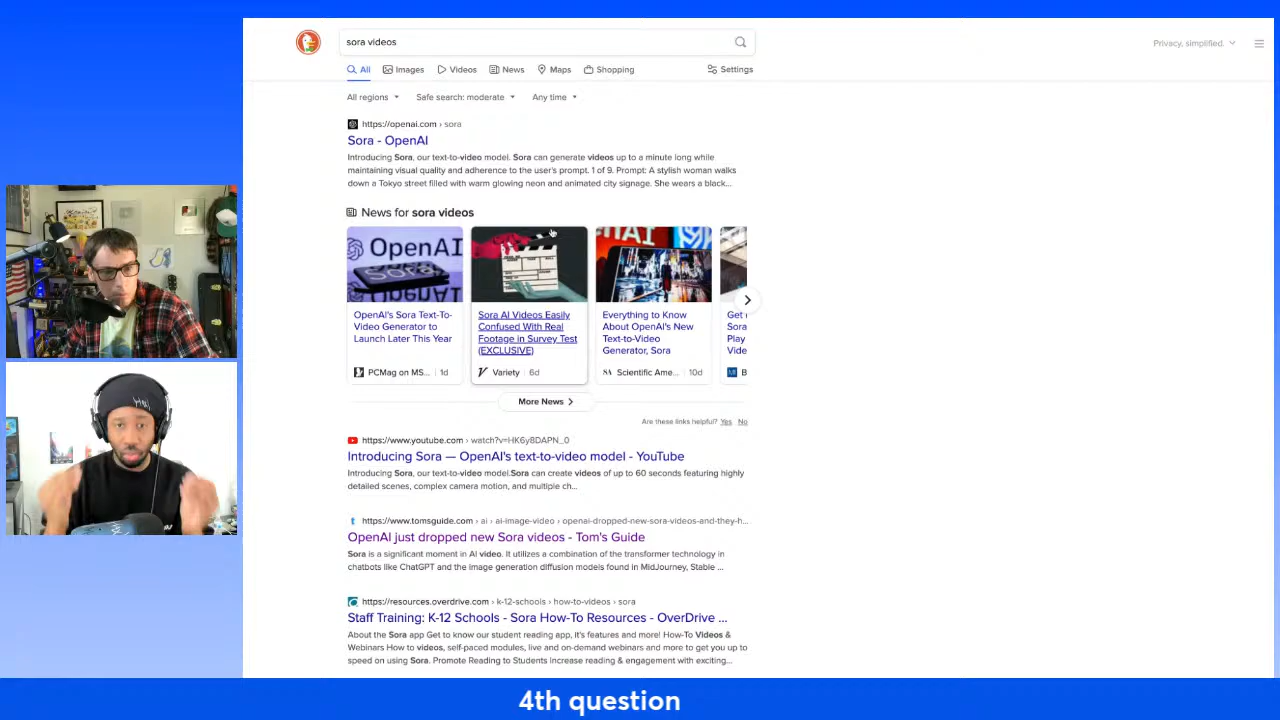 sora videos
Privacy, simplified.
All
Images
Videos
News
Maps
Shopping
Settings
All regions
Safe search: moderate
Any time
https://openai.com › sora
Sora - OpenAI
Introducing Sora, our text-to-video model. Sora can generate videos up to a minute long while
maintaining visual quality and adherence to the user's prompt. 1 of 9. Prompt: A stylish woman walks
down a Tokyo street filled with warm glowing neon and animated city signage. She wears a black...
News for sora videos
OpenAI
Sora
OpenAI's Sora Text-To-
Video Generator to
Launch Later This Year
PCMag on MS...
1d
Sora AI Videos Easily
Confused With Real
Footage in Survey Test
(EXCLUSIVE)
Variety
6d
Everything to Know
About OpenAI's New
Text-to-Video
Generator, Sora
Scientific Ame...
10d
Get
Sora
Play
Vide
B
More News
Are these links helpful? Yes No
https://www.youtube.com › watch?v=HK6y8DAPN_0
Introducing Sora — OpenAI's text-to-video model - YouTube
Introducing Sora, our text-to-video model.Sora can create videos of up to 60 seconds featuring highly
detailed scenes, complex camera motion, and multiple ch...
https://www.tomsguide.com › ai › ai-image-video › openai-dropped-new-sora-videos-and-they-h...
OpenAI just dropped new Sora videos - Tom's Guide
Sora is a significant moment in AI video. It utilizes a combination of the transformer technology in
chatbots like ChatGPT and the image generation diffusion models found in MidJourney, Stable ...
https://resources.overdrive.com › k-12-schools › how-to-videos › sora
Staff Training: K-12 Schools - Sora How-To Resources - OverDrive ...
About the Sora app Get to know our student reading app, it's features and more! How-To Videos &
Webinars How to videos, self-paced modules, live and on-demand webinars and more to get you up to
speed on using Sora. Promote Reading to Students Increase reading & engagement with exciting...
4th question